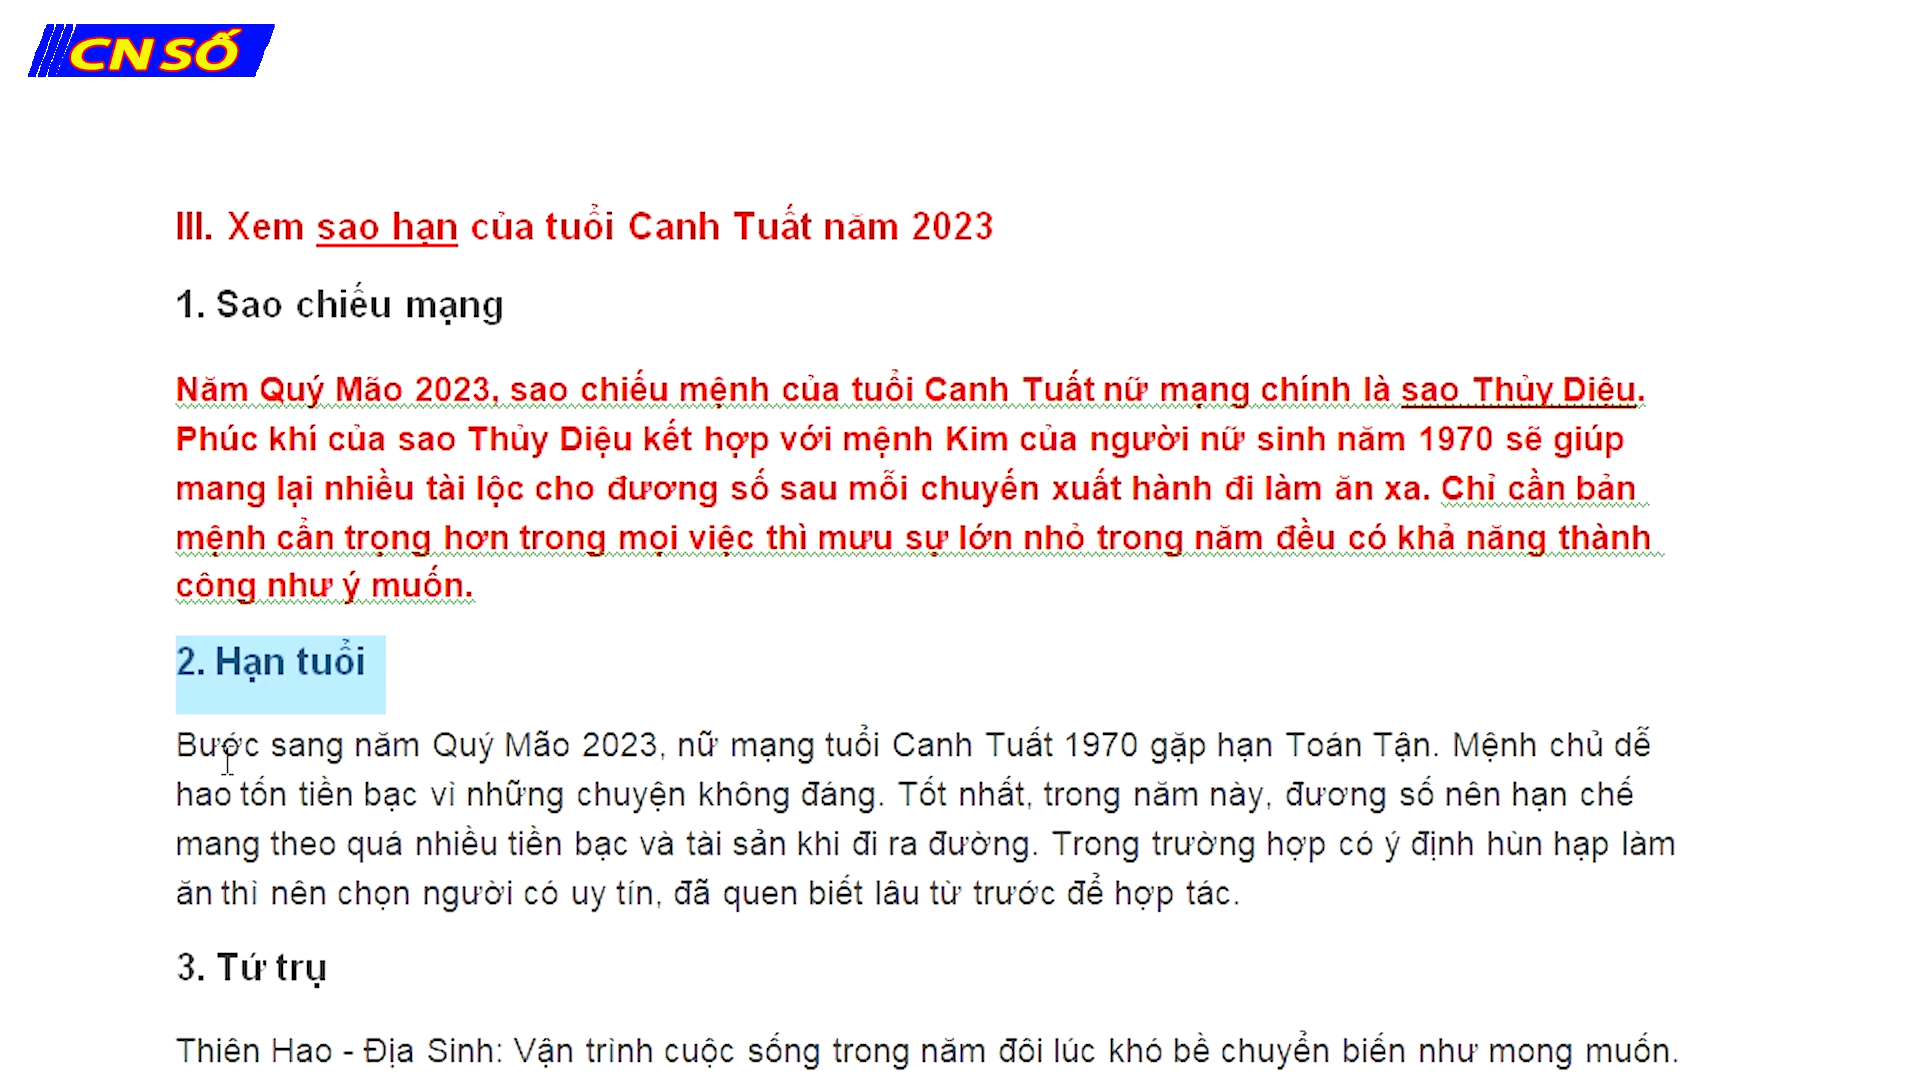 CN SỐ
III. Xem sao hạn của tuổi Canh Tuất năm 2023
1. Sao chiếu mạng
Năm Quý Mão 2023, sao chiếu mệnh của tuổi Canh Tuất nữ mạng chính là sao Thủy Diệu.
Phúc khí của sao Thủy Diệu kết hợp với mệnh Kim của người nữ sinh năm 1970 sẽ giúp
mang lại nhiều tài lộc cho đương số sau mỗi chuyến xuất hành đi làm ăn xa. Chỉ cần bản
mệnh cẩn trọng hơn trong mọi việc thì mưu sự lớn nhỏ trong năm đều có khả năng thành
công như ý muốn.
2. Hạn tuổi
Bước sang năm Quý Mão 2023, nữ mạng tuổi Canh Tuất 1970 gặp hạn Toán Tận. Mệnh chủ dễ
hao tốn tiền bạc vì những chuyện không đáng. Tốt nhất, trong năm này, đương số nên hạn chế
mang theo quá nhiều tiền bạc và tài sản khi đi ra đường. Trong trường hợp có ý định hùn hạp làm
ăn thì nên chọn người có uy tín, đã quen biết lâu từ trước để hợp tác.
3. Tứ trụ
Thiên Hao - Địa Sinh: Vận trình cuộc sống trong năm đôi lúc khó bề chuyển biến như mong muốn.